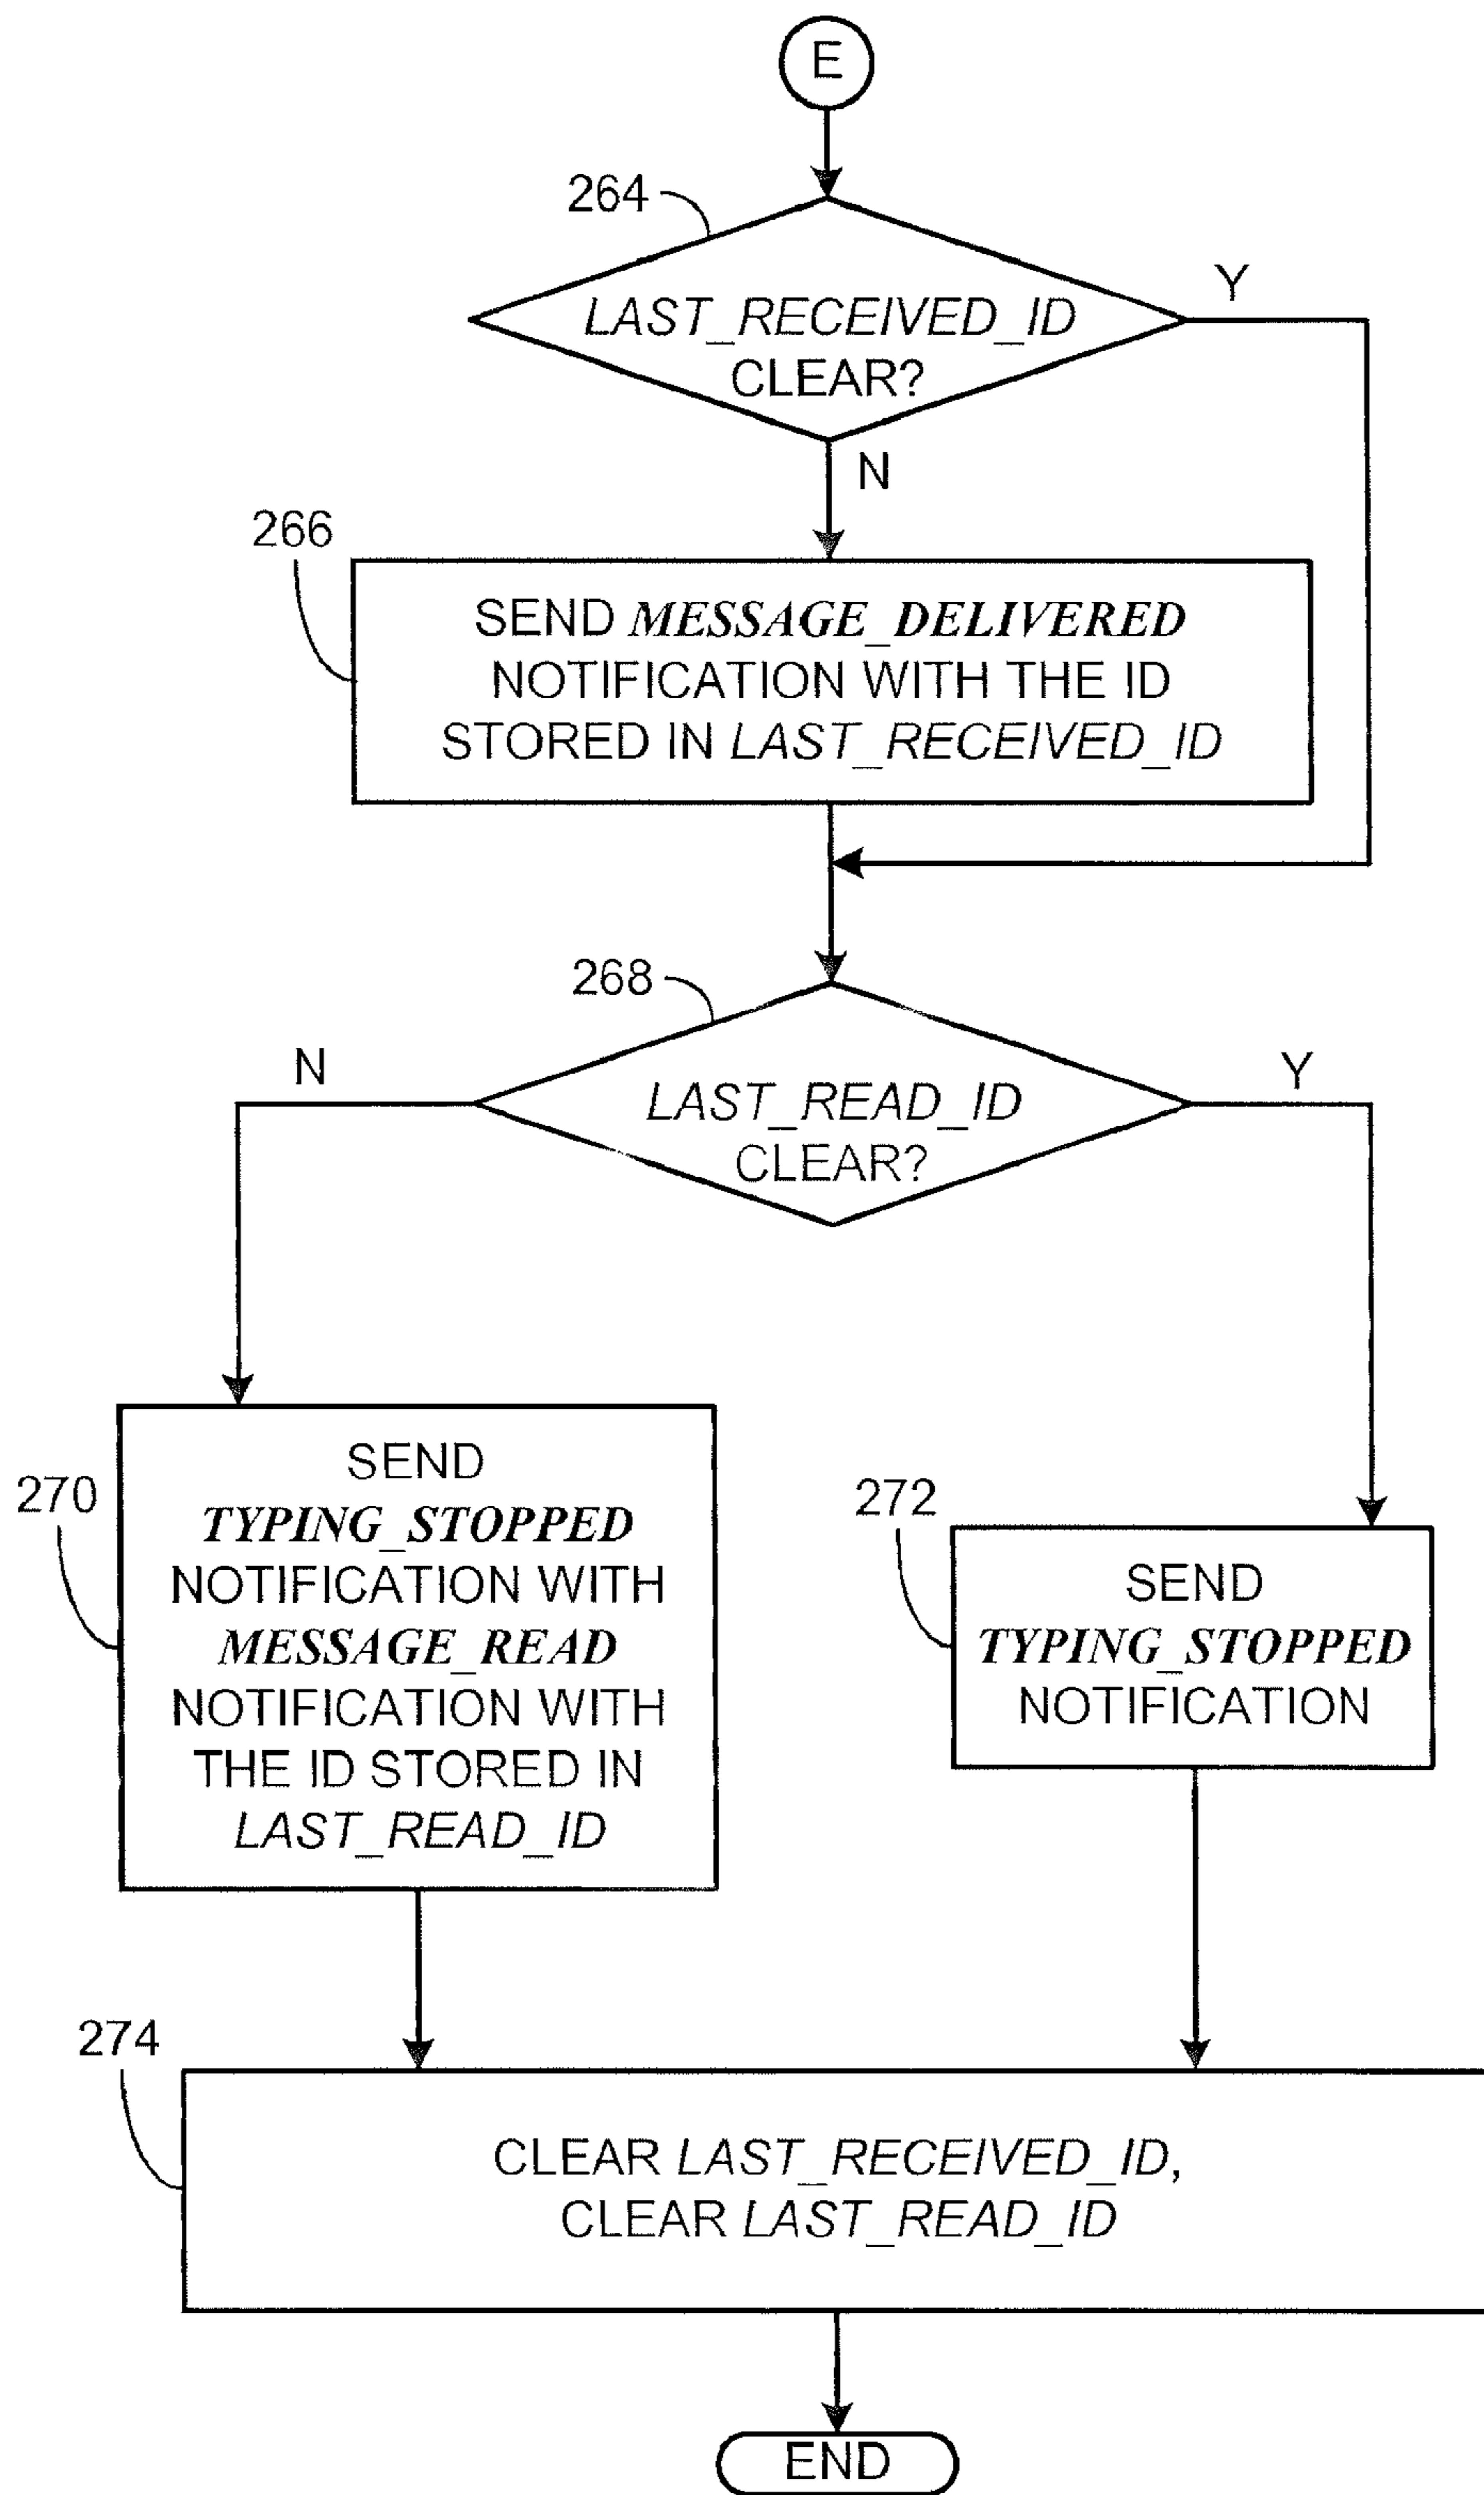 E
264
LAST_RECEIVED_ID
CLEAR?
Y
N
266
SEND MESSAGE_DELIVERED
NOTIFICATION WITH THE ID
STORED IN LAST_RECEIVED_ID
268
N
Y
LAST_READ_ID
CLEAR?
270
SEND
TYPING_STOPPED
NOTIFICATION WITH
MESSAGE_READ
NOTIFICATION WITH
THE ID STORED IN
LAST_READ_ID
272
SEND
TYPING_STOPPED
NOTIFICATION
274
CLEAR LAST_RECEIVED_ID,
CLEAR LAST_READ_ID
END